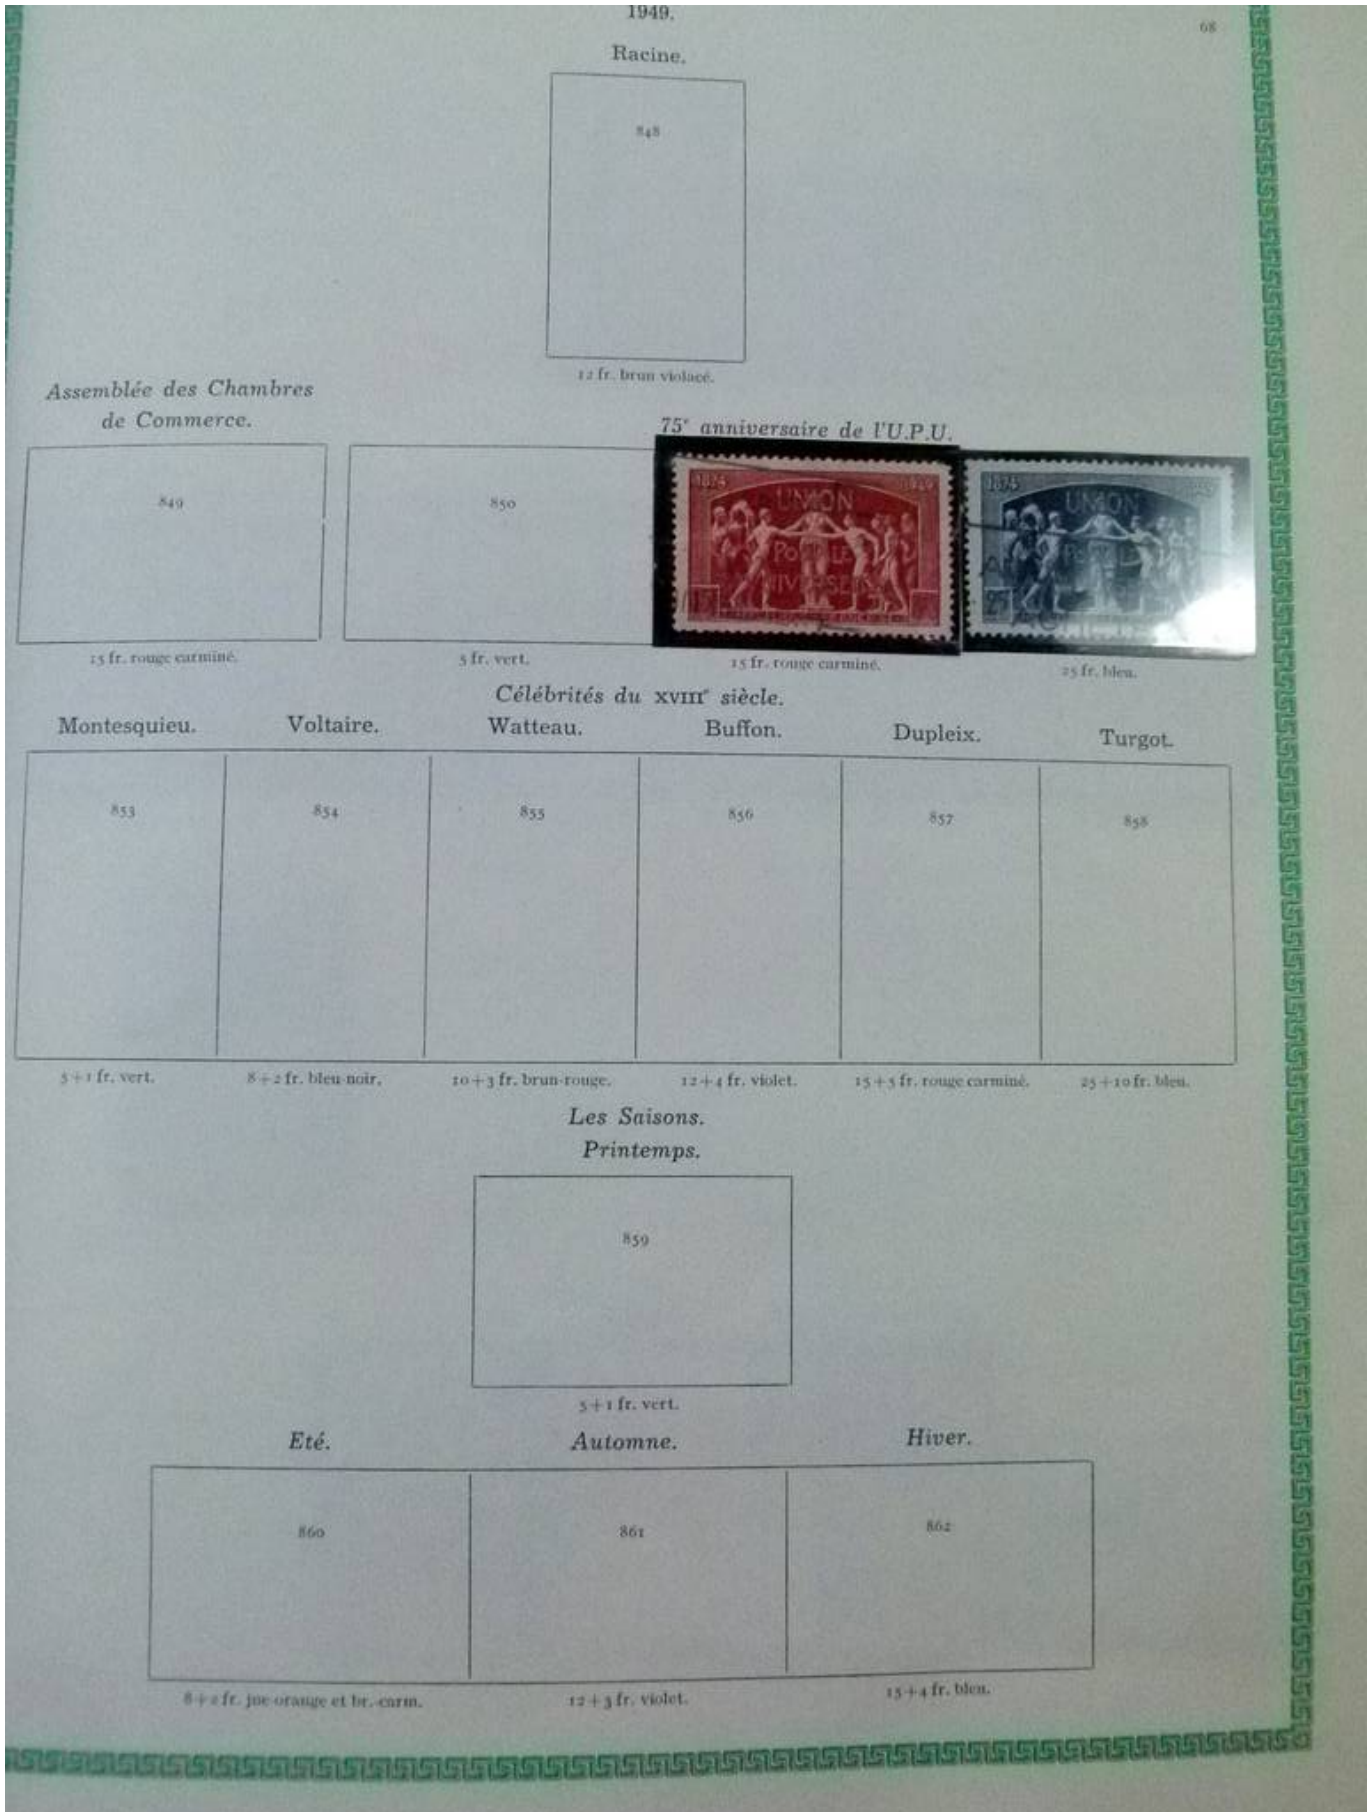 1949.
68
Racine.
848
12 fr. brun violacé.
Assemblée des Chambres
de Commerce.
849
15 fr. rouge carminé.
75e anniversaire de l'U.P.U.
850
5 fr. vert.
1874 1949
UNION
POSTALE
UNIVERSELLE
15 fr. rouge carminé.
1874
UNION
25 fr. bleu.
Célébrités du XVIIIe siècle.
Montesquieu. Voltaire. Watteau. Buffon. Dupleix. Turgot.
853 854 855 856 857 858
5+1 fr. vert. 8+2 fr. bleu-noir. 10+3 fr. brun-rouge. 12+4 fr. violet. 15+5 fr. rouge carminé. 25+10 fr. bleu.
Les Saisons.
Printemps.
859
5+1 fr. vert.
Eté. Automne. Hiver.
860 861 862
8+2 fr. jne-orange et br.-carm. 12+3 fr. violet. 15+4 fr. bleu.